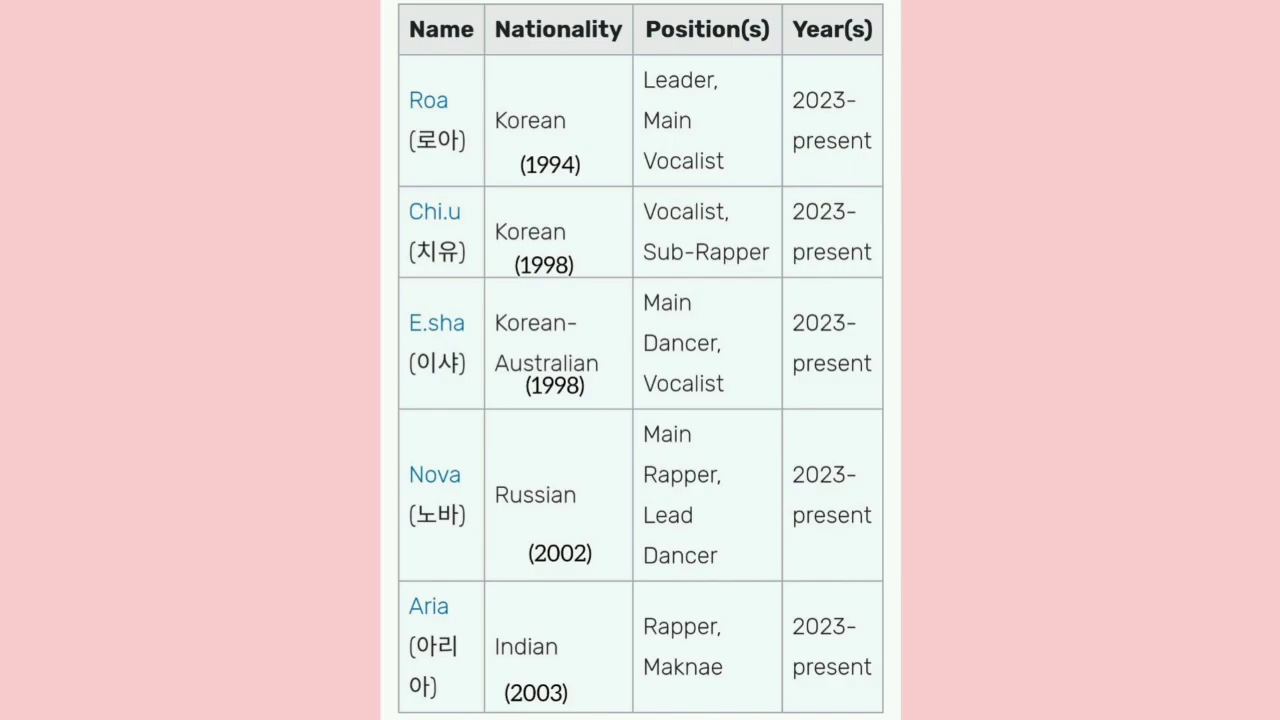 Name Nationality Position(s) Year(s)
Roa
(로아)
Korean
(1994)
Leader,
Main
Vocalist
2023-
present
Chi.u
(치유)
Korean
(1998)
Vocalist,
Sub-Rapper
2023-
present
E.sha
(이샤)
Korean-
Australian
(1998)
Main
Dancer,
Vocalist
2023-
present
Nova
(노바)
Russian
(2002)
Main
Rapper,
Lead
Dancer
2023-
present
Aria
(아리
아)
Indian
(2003)
Rapper,
Maknae
2023-
present